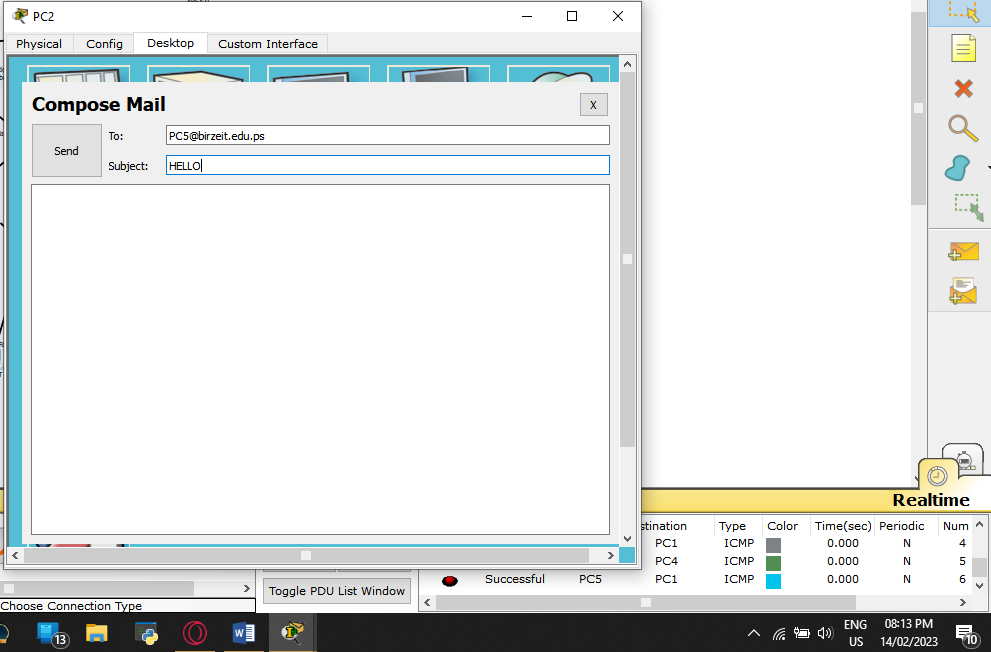 PC2
Physical Config Desktop Custom Interface
Compose Mail
X
Send
To: PC5@birzeit.edu.ps
Subject: HELLO
Realtime
stination Type Color Time(sec) Periodic Num
PC1 ICMP 0.000 N 4
PC4 ICMP 0.000 N 5
Successful PC5 PC1 ICMP 0.000 N 6
Toggle PDU List Window
Choose Connection Type
13
ENG
US
08:13 PM
14/02/2023
10